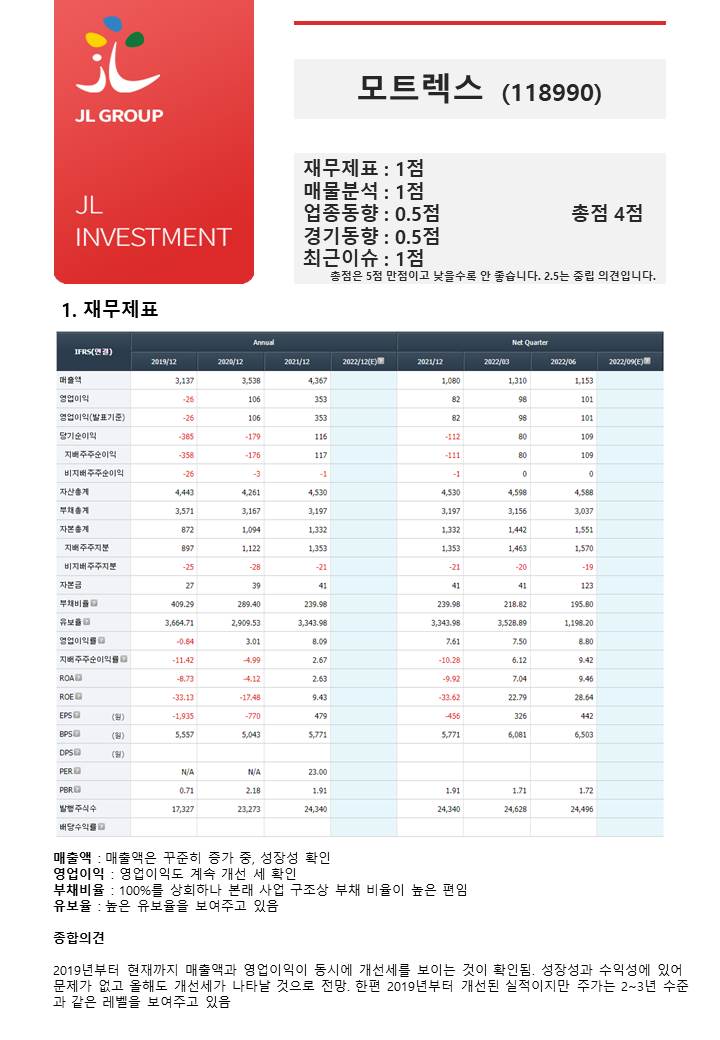 JL GROUP
JL
INVESTMENT
모트렉스 (118990)
재무제표 : 1점
매물분석 : 1점
업종동향 : 0.5점 총점 4점
경기동향 : 0.5점
최근이슈 : 1점
총점은 5점 만점이고 낮을수록 안 좋습니다. 2.5는 중립 의견입니다.
1. 재무제표
IFRS(연결) Annual Net Quarter
2019/12 2020/12 2021/12 2022/12(E) 2021/12 2022/03 2022/06 2022/09(E)
매출액 3,137 3,538 4,367 1,080 1,310 1,153
영업이익 -26 106 353 82 98 101
영업이익(발표기준) -26 106 353 82 98 101
당기순이익 -385 -179 116 -112 80 109
지배주주순이익 -358 -176 117 -111 80 109
비지배주주순이익 -26 -3 -1 -1 0 0
자산총계 4,443 4,261 4,530 4,530 4,598 4,588
부채총계 3,571 3,167 3,197 3,197 3,156 3,037
자본총계 872 1,094 1,332 1,332 1,442 1,551
지배주주지분 897 1,122 1,353 1,353 1,463 1,570
비지배주주지분 -25 -28 -21 -21 -20 -19
자본금 27 39 41 41 41 123
부채비율 409.29 289.40 239.98 239.98 218.82 195.80
유보율 3,664.71 2,909.53 3,343.98 3,343.98 3,528.89 1,198.20
영업이익률 -0.84 3.01 8.09 7.61 7.50 8.80
지배주주순이익률 -11.42 -4.99 2.67 -10.28 6.12 9.42
ROA -8.73 -4.12 2.63 -9.92 7.04 9.46
ROE -33.13 -17.48 9.43 -33.62 22.79 28.64
EPS (원) -1,935 -770 479 -456 326 442
BPS (원) 5,557 5,043 5,771 5,771 6,081 6,503
DPS (원)
PER N/A N/A 23.00
PBR 0.71 2.18 1.91 1.91 1.71 1.72
발행주식수 17,327 23,273 24,340 24,340 24,628 24,496
배당수익률
매출액 : 매출액은 꾸준히 증가 중, 성장성 확인
영업이익 : 영업이익도 계속 개선 세 확인
부채비율 : 100%를 상회하나 본래 사업 구조상 부채 비율이 높은 편임
유보율 : 높은 유보율을 보여주고 있음
종합의견
2019년부터 현재까지 매출액과 영업이익이 동시에 개선세를 보이는 것이 확인됨. 성장성과 수익성에 있어
문제가 없고 올해도 개선세가 나타날 것으로 전망. 한편 2019년부터 개선된 실적이지만 주가는 2~3년 수준
과 같은 레벨을 보여주고 있음